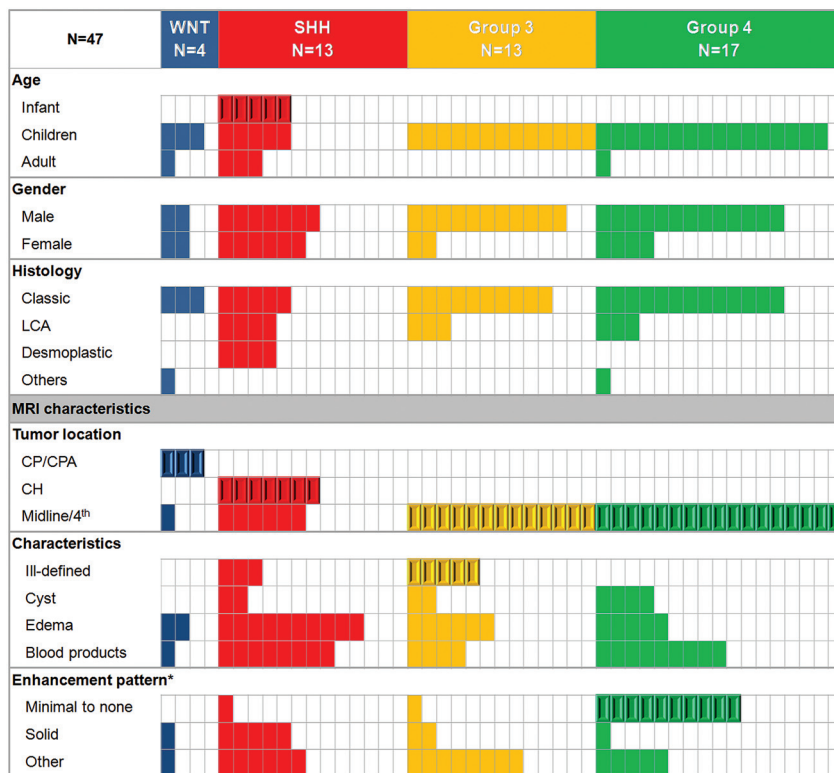 N=47
WNT
N=4
SHH
N=13
Group 3
N=13
Group 4
N=17
Age
Infant
Children
Adult
Gender
Male
Female
Histology
Classic
LCA
Desmoplastic
Others
MRI characteristics
Tumor location
CP/CPA
CH
Midline/4th
Characteristics
Ill-defined
Cyst
Edema
Blood products
Enhancement pattern*
Minimal to none
Solid
Other